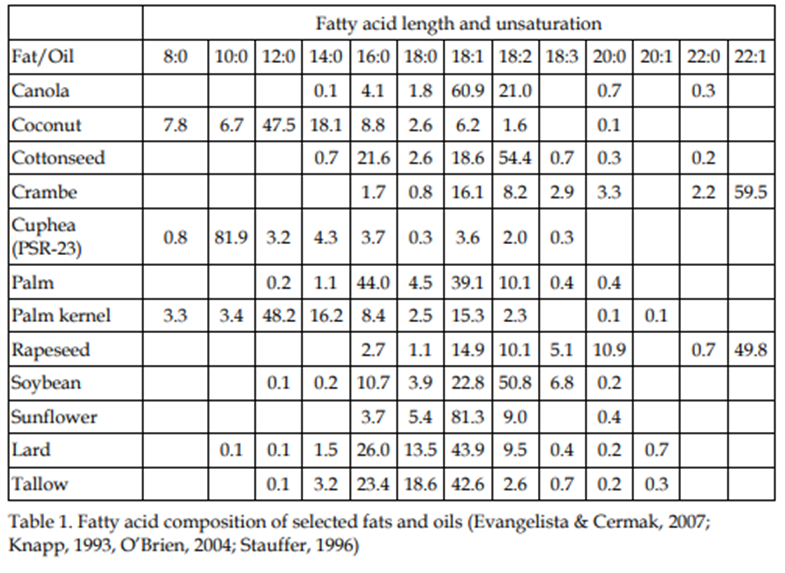 Fatty acid length and unsaturation
Fat/Oil 8:0 10:0 12:0 14:0 16:0 18:0 18:1 18:2 18:3 20:0 20:1 22:0 22:1
Canola 0.1 4.1 1.8 60.9 21.0 0.7 0.3
Coconut 7.8 6.7 47.5 18.1 8.8 2.6 6.2 1.6 0.1
Cottonseed 0.7 21.6 2.6 18.6 54.4 0.7 0.3 0.2
Crambe 1.7 0.8 16.1 8.2 2.9 3.3 2.2 59.5
Cuphea
(PSR-23) 0.8 81.9 3.2 4.3 3.7 0.3 3.6 2.0 0.3
Palm 0.2 1.1 44.0 4.5 39.1 10.1 0.4 0.4
Palm kernel 3.3 3.4 48.2 16.2 8.4 2.5 15.3 2.3 0.1 0.1
Rapeseed 2.7 1.1 14.9 10.1 5.1 10.9 0.7 49.8
Soybean 0.1 0.2 10.7 3.9 22.8 50.8 6.8 0.2
Sunflower 3.7 5.4 81.3 9.0 0.4
Lard 0.1 0.1 1.5 26.0 13.5 43.9 9.5 0.4 0.2 0.7
Tallow 0.1 3.2 23.4 18.6 42.6 2.6 0.7 0.2 0.3
Table 1. Fatty acid composition of selected fats and oils (Evangelista & Cermak, 2007;
Knapp, 1993, O'Brien, 2004; Stauffer, 1996)